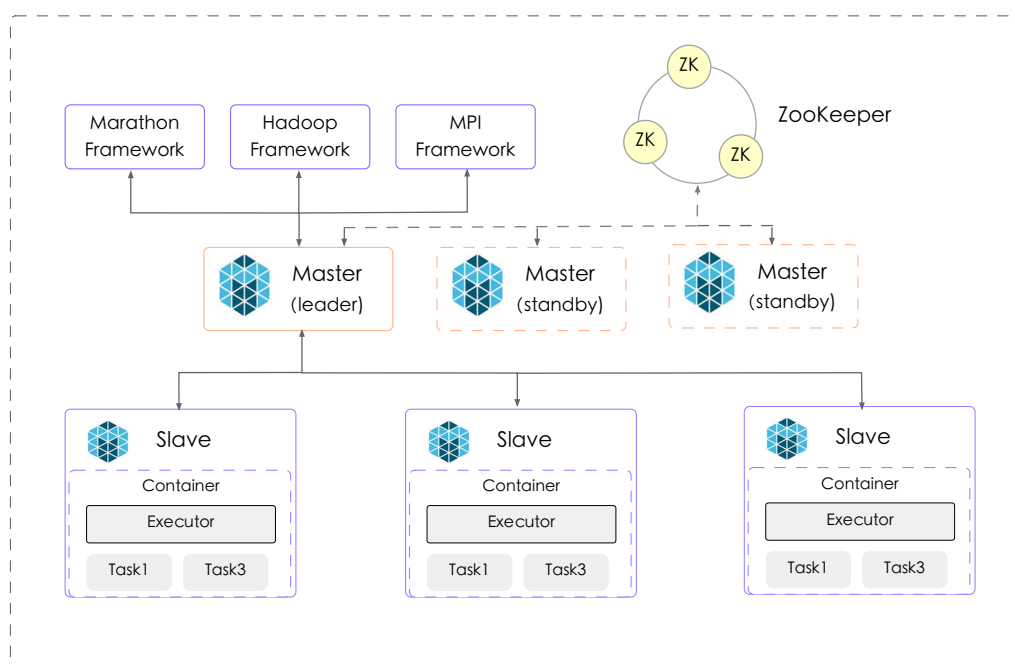 ZK
ZK
ZK
ZooKeeper
Marathon
Framework
Hadoop
Framework
MPI
Framework
Master
(leader)
Master
(standby)
Master
(standby)
Slave
Container
Executor
Task1
Task3
Slave
Container
Executor
Task1
Task3
Slave
Container
Executor
Task1
Task3